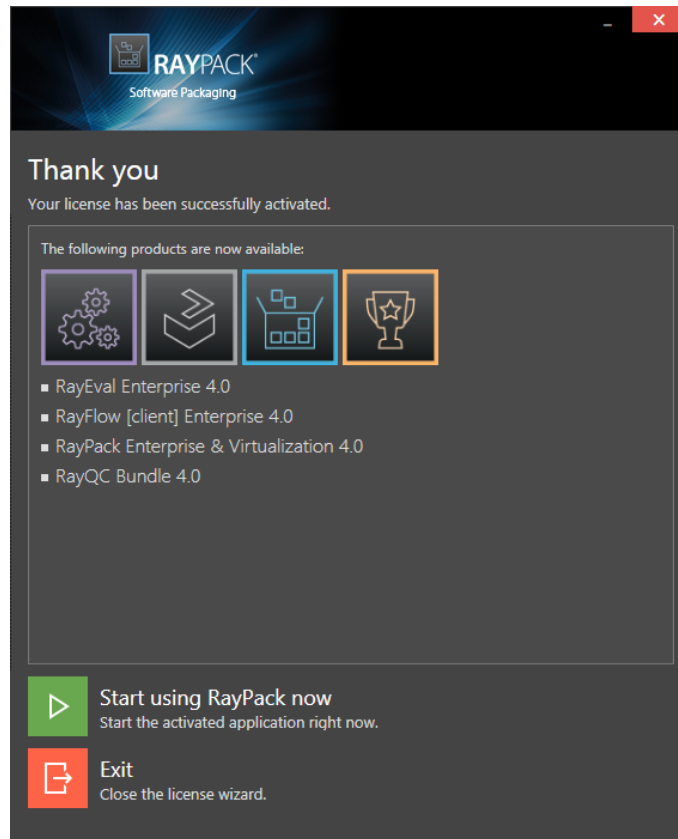 RAYPACK®
Software Packaging
Thank you
Your license has been successfully activated.
The following products are now available:
RayEval Enterprise 4.0
RayFlow [client] Enterprise 4.0
RayPack Enterprise & Virtualization 4.0
RayQC Bundle 4.0
Start using RayPack now
Start the activated application right now.
Exit
Close the license wizard.